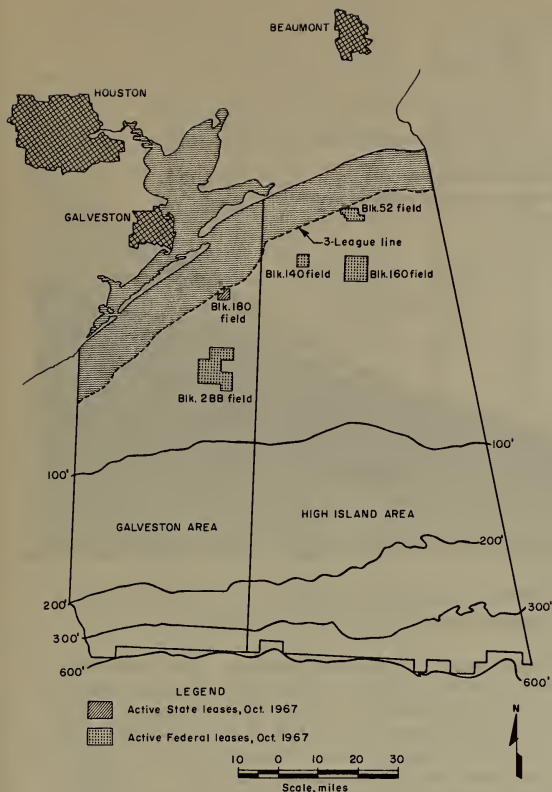 BEAUMONT
HOUSTON
GALVESTON
Blk. 52 field
3-League line
Blk. 140 field
Blk. 160 field
Blk. 180
field
Blk. 288 field
100'
100'
GALVESTON AREA
HIGH ISLAND AREA
200'
200'
300'
300'
600'
600'
LEGEND
Active State leases, Oct. 1967
Active Federal leases, Oct. 1967
N
10 0 10 20 30
Scale, miles